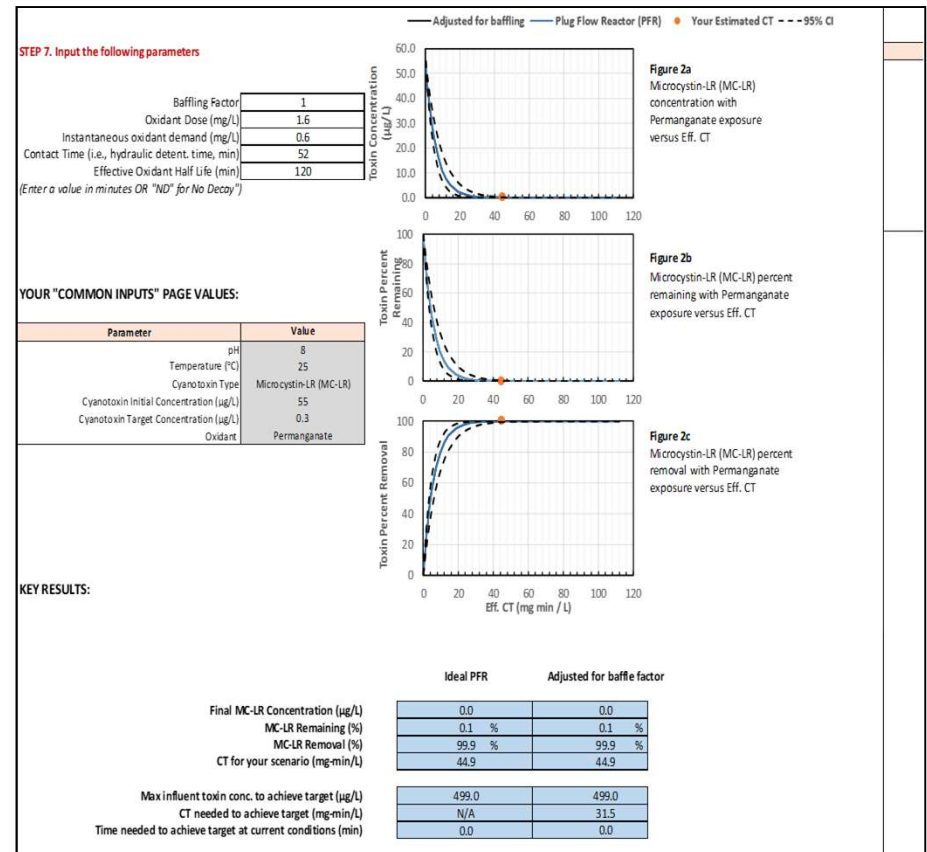 Adjusted for baffling Plug Flow Reactor (PFR) Your Estimated CT 95% CI
STEP 7. Input the following parameters
Baffling Factor 1
Oxidant Dose (mg/L) 1.6
Instantaneous oxidant demand (mg/L) 0.6
Contact Time (i.e., hydraulic detent. time, min) 52
Effective Oxidant Half Life (min) 120
(Enter a value in minutes OR "ND" for No Decay")
Toxin Concentration
(µg/L)
60.0
50.0
40.0
30.0
20.0
10.0
0.0
0 20 40 60 80 100 120
Figure 2a
Microcystin-LR (MC-LR)
concentration with
Permanganate exposure
versus Eff. CT
YOUR "COMMON INPUTS" PAGE VALUES:
Parameter Value
pH 8
Temperature (°C) 25
Cyanotoxin Type Microcystin-LR (MC-LR)
Cyanotoxin Initial Concentration (µg/L) 55
Cyanotoxin Target Concentration (µg/L) 0.3
Oxidant Permanganate
Toxin Percent
Remaining
100
80
60
40
20
0
0 20 40 60 80 100 120
Figure 2b
Microcystin-LR (MC-LR) percent
remaining with Permanganate
exposure versus Eff. CT
Toxin Percent Removal
100
80
60
40
20
0
0 20 40 60 80 100 120
Eff. CT (mg min / L)
Figure 2c
Microcystin-LR (MC-LR) percent
removal with Permanganate
exposure versus Eff. CT
KEY RESULTS:
Ideal PFR Adjusted for baffle factor
Final MC-LR Concentration (µg/L) 0.0 0.0
MC-LR Remaining (%) 0.1 % 0.1 %
MC-LR Removal (%) 99.9 % 99.9 %
CT for your scenario (mg-min/L) 44.9 44.9
Max influent toxin conc. to achieve target (µg/L) 499.0 499.0
CT needed to achieve target (mg-min/L) N/A 31.5
Time needed to achieve target at current conditions (min) 0.0 0.0